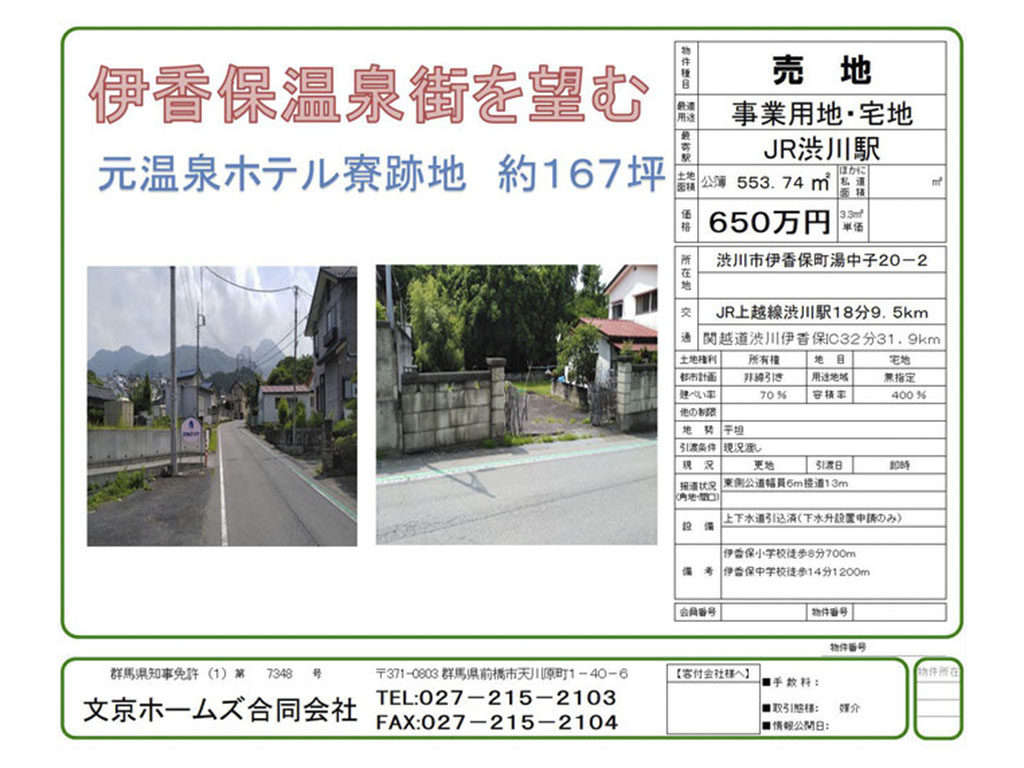 伊香保温泉街を望む
元温泉ホテル寮跡地 約167坪
物件種目 売 地
最適用途 事業用地・宅地
最寄駅 JR渋川駅
土地面積 公簿 553.74㎡ ほかに私道面積 ㎡
価格 650万円 3.3㎡単価
所在地 渋川市伊香保町湯中子20-2
交通 JR上越線渋川駅18分9.5km
関越道渋川伊香保IC32分31.9km
土地権利 所有権 地目 宅地
都市計画 非線引き 用途地域 無指定
建ぺい率 70% 容積率 400%
他の制限
地勢 平坦
引渡条件 現況渡し
現況 更地 引渡日 即時
接道状況(角地・間口) 東側公道幅員6m接道13m
設備 上下水道引込済(下水升設置申請のみ)
備考 伊香保小学校徒歩8分700m
伊香保中学校徒歩14分1200m
会員番号 物件番号
物件番号
群馬県知事免許(1)第 7348 号
文京ホームズ合同会社
〒371-0803 群馬県前橋市天川原町1-40-6
TEL:027-215-2103
FAX:027-215-2104
【客付会社様へ】
■手数料:
■取引態様: 媒介
■情報公開日:
物件所在